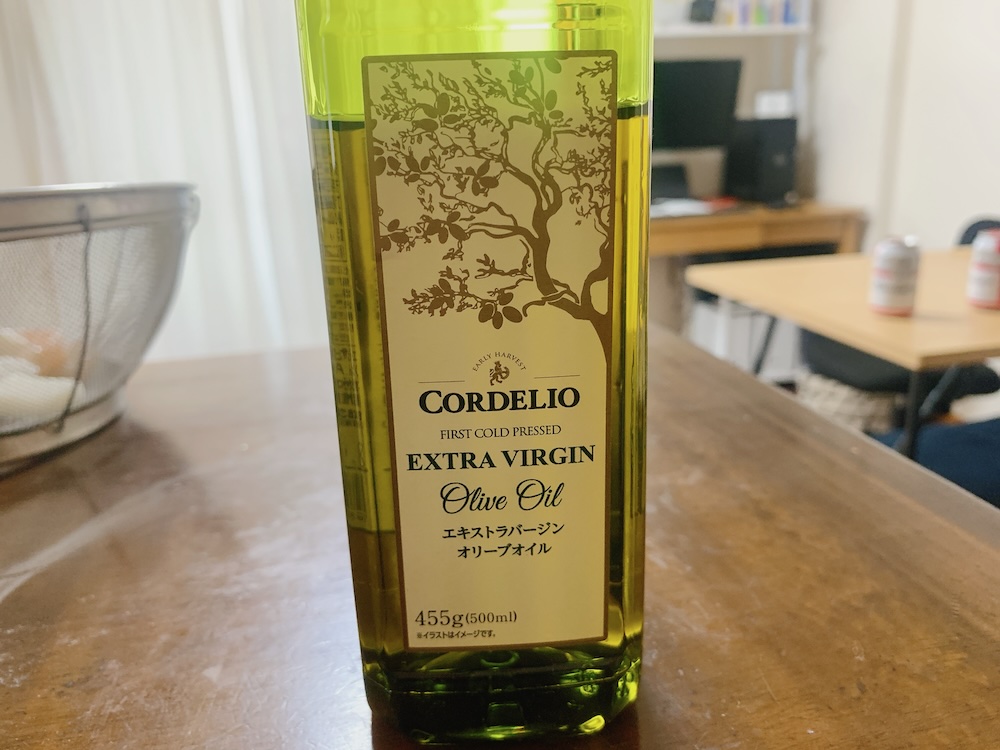 EARLY HARVEST
CORDELIO
FIRST COLD PRESSED
EXTRA VIRGIN
Olive Oil
エキストラバージン
オリーブオイル
455g(500ml)
※イラストはイメージです。